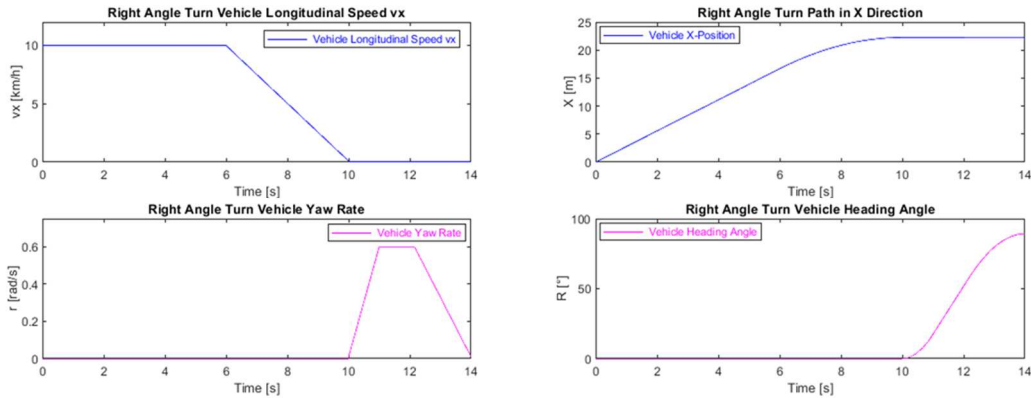 Right Angle Turn Vehicle Longitudinal Speed vx
Vehicle Longitudinal Speed vx
vx [km/h]
10
5
0
0 2 4 6 8 10 12 14
Time [s]
Right Angle Turn Path in X Direction
Vehicle X-Position
X [m]
25
20
15
10
5
0
0 2 4 6 8 10 12 14
Time [s]
Right Angle Turn Vehicle Yaw Rate
Vehicle Yaw Rate
r [rad/s]
0.6
0.4
0.2
0
0 2 4 6 8 10 12 14
Time [s]
Right Angle Turn Vehicle Heading Angle
Vehicle Heading Angle
R [°]
100
50
0
0 2 4 6 8 10 12 14
Time [s]